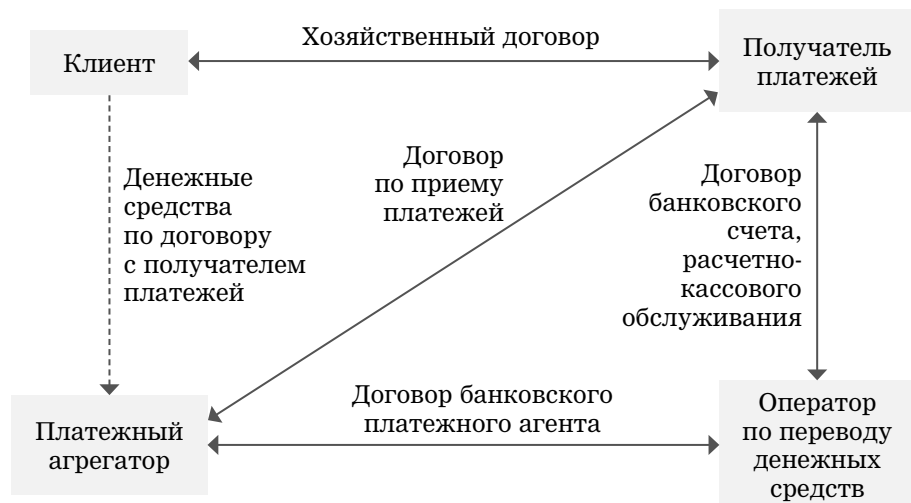 Хозяйственный договор
Клиент
Получатель
платежей
Денежные
средства
по договору
с получателем
платежей
Договор
по приему
платежей
Договор
банковского
счета,
расчетно-
кассового
обслуживания
Договор банковского
платежного агента
Платежный
агрегатор
Оператор
по переводу
денежных
средств